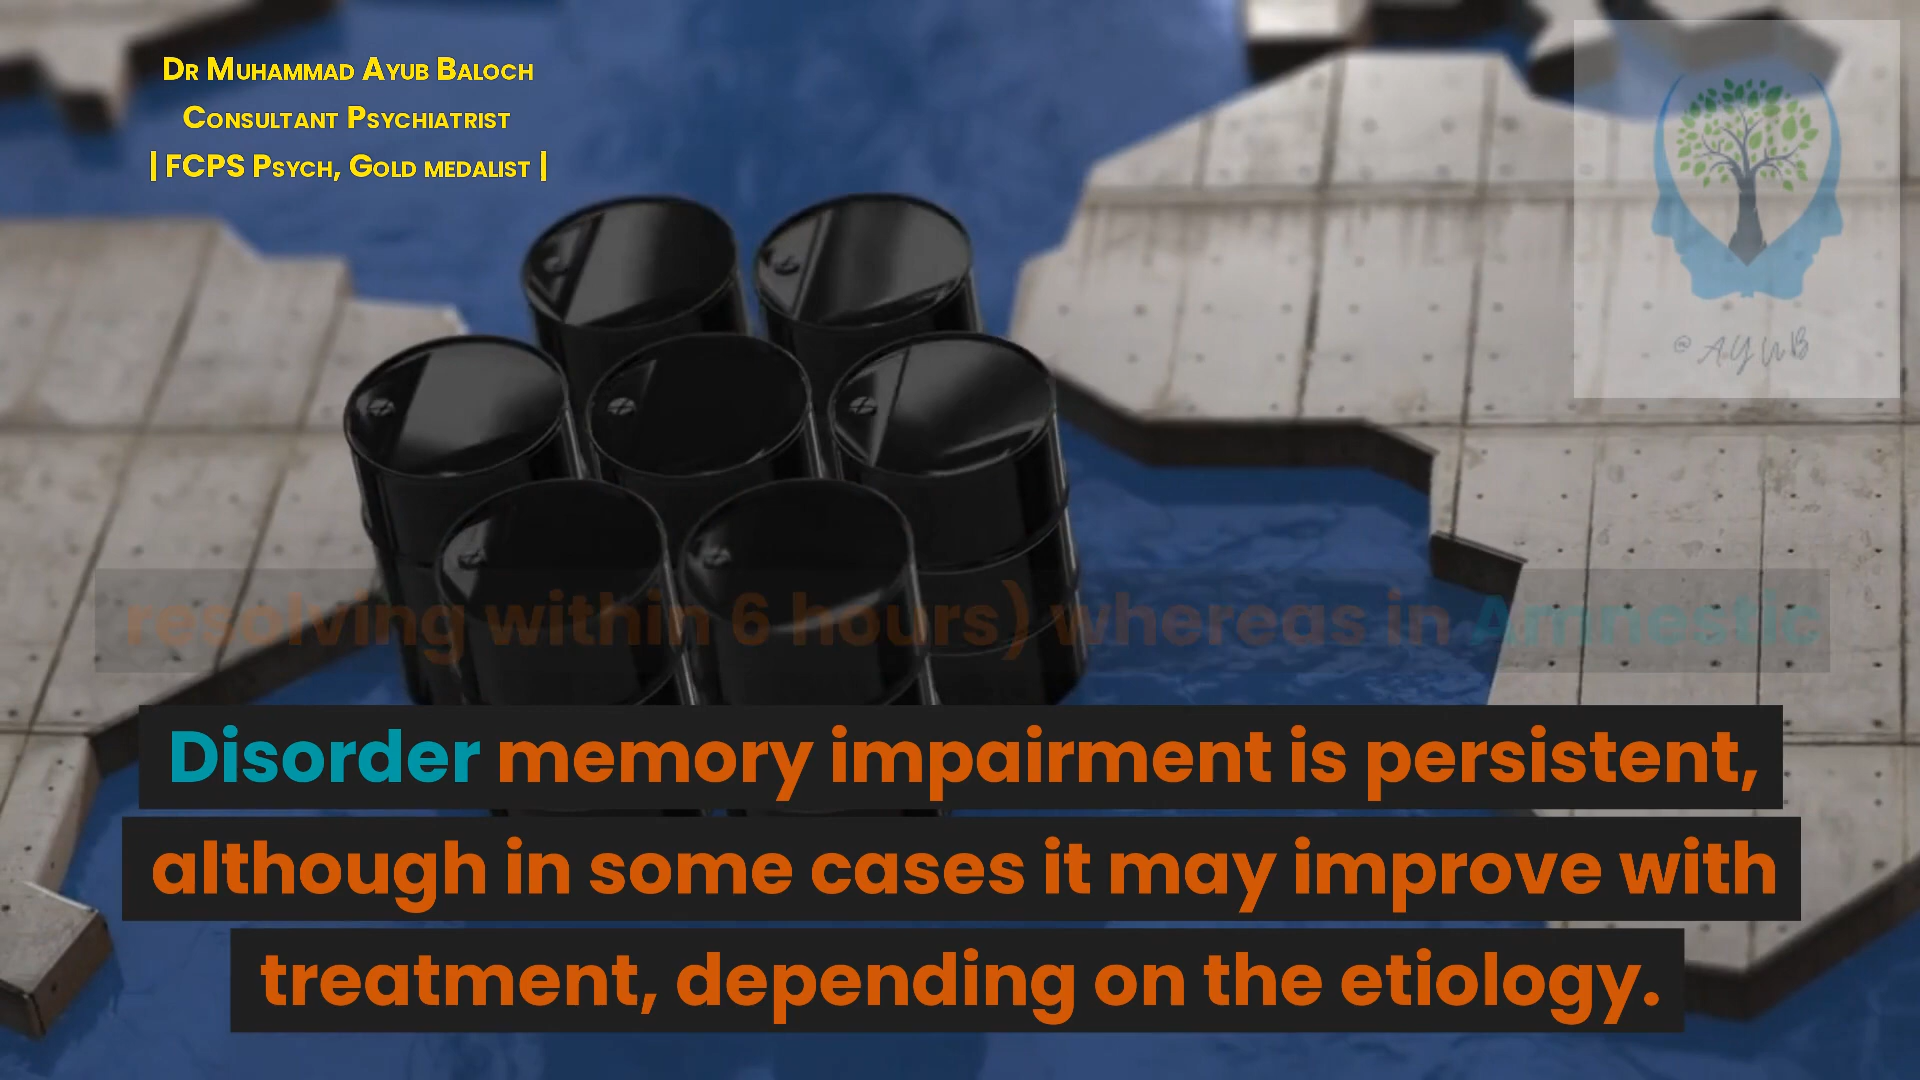 Dr Muhammad Ayub Baloch
Consultant Psychiatrist
| FCPS Psych, Gold medalist |
@ AYUB
resolving within 6 hours) whereas in Amnestic
Disorder memory impairment is persistent,
although in some cases it may improve with
treatment, depending on the etiology.